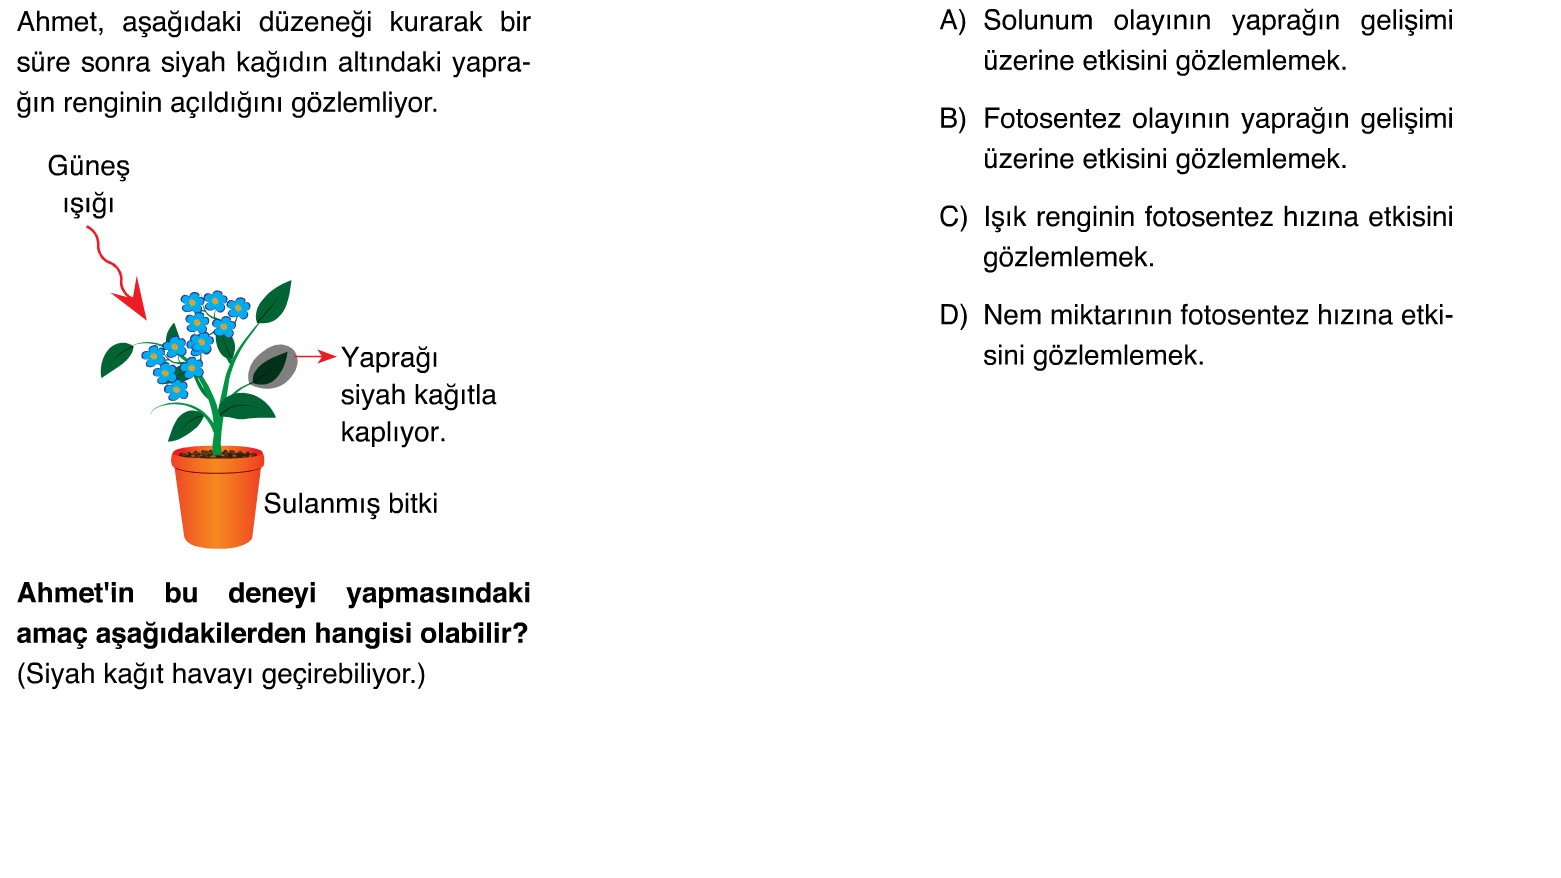 Ahmet, aşağıdaki düzeneği kurarak bir
süre sonra siyah kağıdın altındaki yapra-
ğın renginin açıldığını gözlemliyor.
Güneş
ışığı
Yaprağı
siyah kağıtla
kaplıyor.
Sulanmış bitki
Ahmet'in bu deneyi yapmasındaki
amaç aşağıdakilerden hangisi olabilir?
(Siyah kağıt havayı geçirebiliyor.)
A) Solunum olayının yaprağın gelişimi
üzerine etkisini gözlemlemek.
B) Fotosentez olayının yaprağın gelişimi
üzerine etkisini gözlemlemek.
C) Işık renginin fotosentez hızına etkisini
gözlemlemek.
D) Nem miktarının fotosentez hızına etki-
sini gözlemlemek.